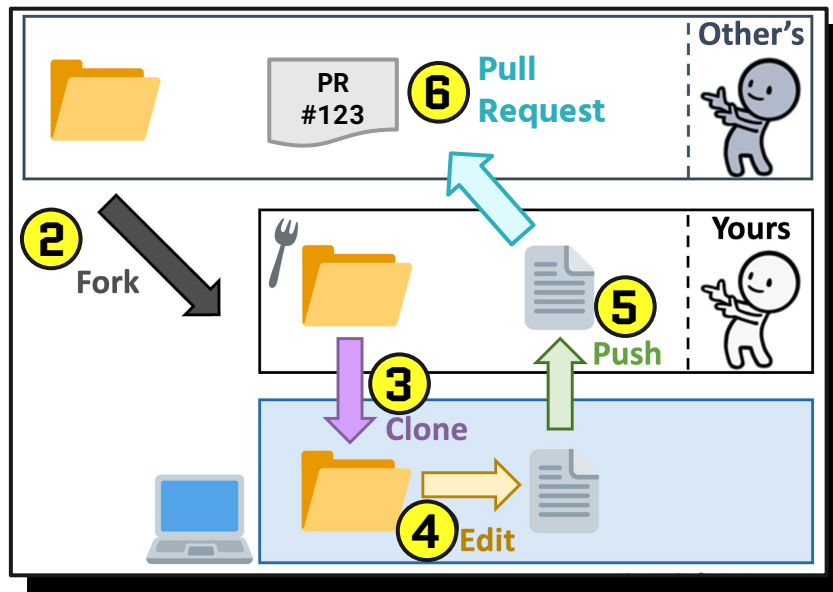 Other's
PR
#123
6
Pull
Request
2
Fork
Yours
5
Push
3
Clone
4
Edit